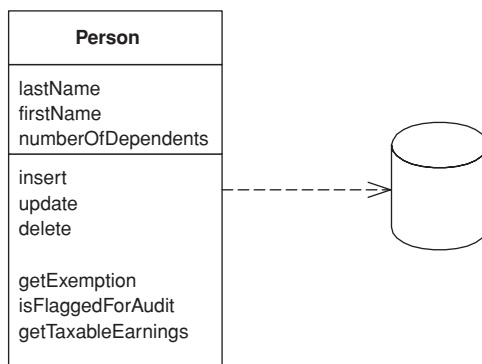 Person
lastName
firstName
numberOfDependents
insert
update
delete
getExemption
isFlaggedForAudit
getTaxableEarnings